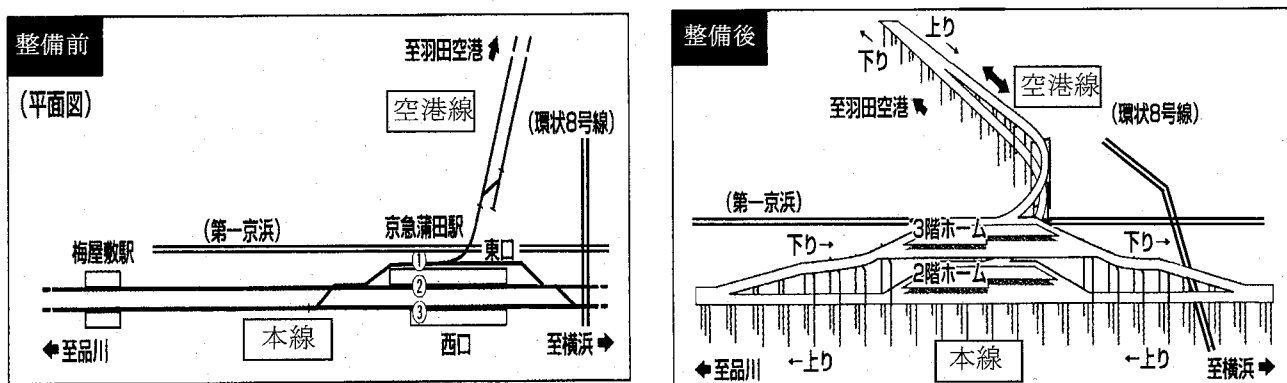 整備前
(平面図)
至羽田空港
空港線
(環状8号線)
(第一京浜)
京急蒲田駅
梅屋敷駅
東口
①
②
③
本線
西口
至品川
至横浜
整備後
上り
下り
空港線
至羽田空港
(環状8号線)
(第一京浜)
3階ホーム
下り→
下り→
2階ホーム
←上り
本線
←上り
至品川
至横浜